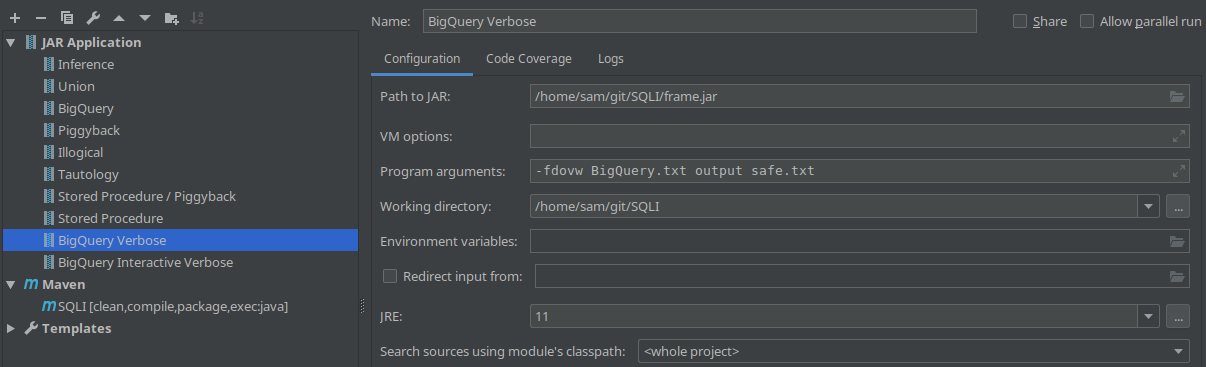 Name: BigQuery Verbose Share Allow parallel run
JAR Application
Inference
Union
BigQuery
Piggyback
Illogical
Tautology
Stored Procedure / Piggyback
Stored Procedure
BigQuery Verbose
BigQuery Interactive Verbose
Maven
SQLI [clean,compile,package,exec:java]
Templates
Configuration Code Coverage Logs
Path to JAR: /home/sam/git/SQLI/frame.jar
VM options:
Program arguments: -fdovw BigQuery.txt output safe.txt
Working directory: /home/sam/git/SQLI
Environment variables:
Redirect input from:
JRE: 11
Search sources using module's classpath: <whole project>